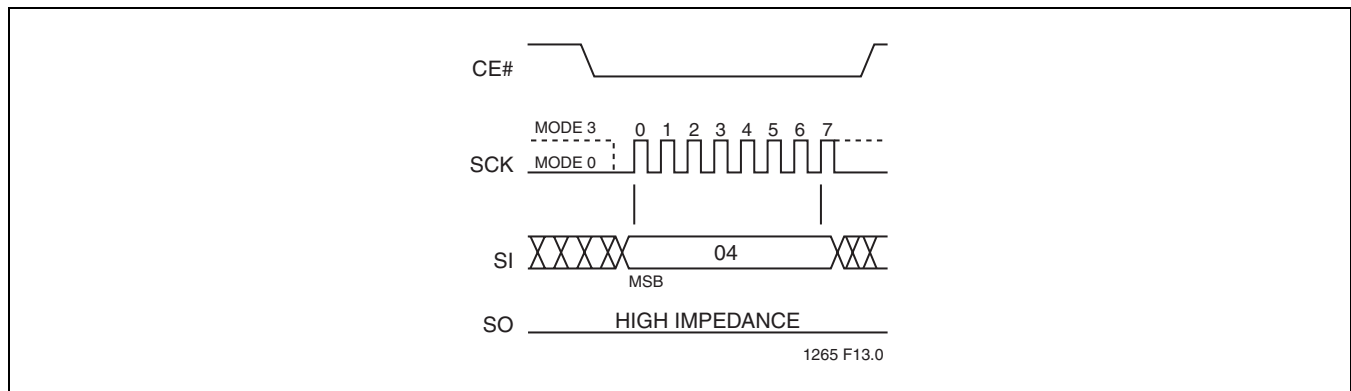 CE#
MODE 3 0 1 2 3 4 5 6 7
SCK MODE 0
SI 04
MSB
SO HIGH IMPEDANCE
1265 F13.0